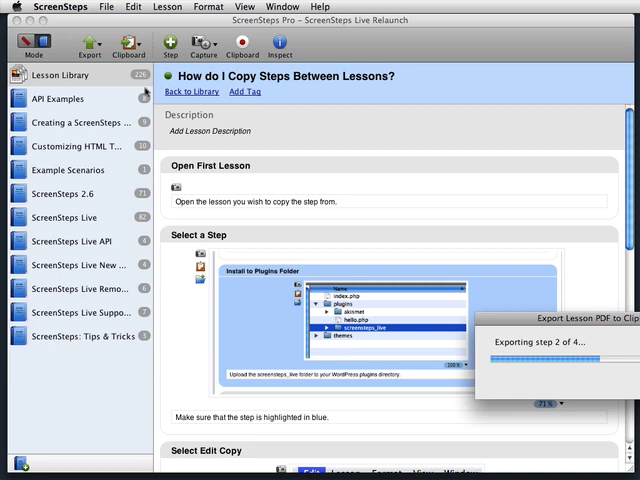 ScreenSteps File Edit Lesson Format View Window Help
ScreenSteps Pro – ScreenSteps Live Relaunch
Mode Export Clipboard Step Capture Clipboard Inspect
Lesson Library 226
API Examples
Creating a ScreenSteps ... 9
Customizing HTML T... 10
Example Scenarios 1
ScreenSteps 2.6 71
ScreenSteps Live 82
ScreenSteps Live API 4
ScreenSteps Live New ... 4
ScreenSteps Live Remo... 6
ScreenSteps Live Suppo... 7
ScreenSteps: Tips & Tricks 3
How do I Copy Steps Between Lessons?
Back to Library Add Tag
Description
Add Lesson Description
Open First Lesson
Open the lesson you wish to copy the step from.
Select a Step
Install to Plugins Folder
Name
index.php
plugins
akismet
hello.php
screensteps_live
themes
100 %
Upload the screensteps_live folder to your WordPress plugins directory.
71%
Make sure that the step is highlighted in blue.
Select Edit Copy
Edit Lesson Format View Window
Export Lesson PDF to Clip
Exporting step 2 of 4...